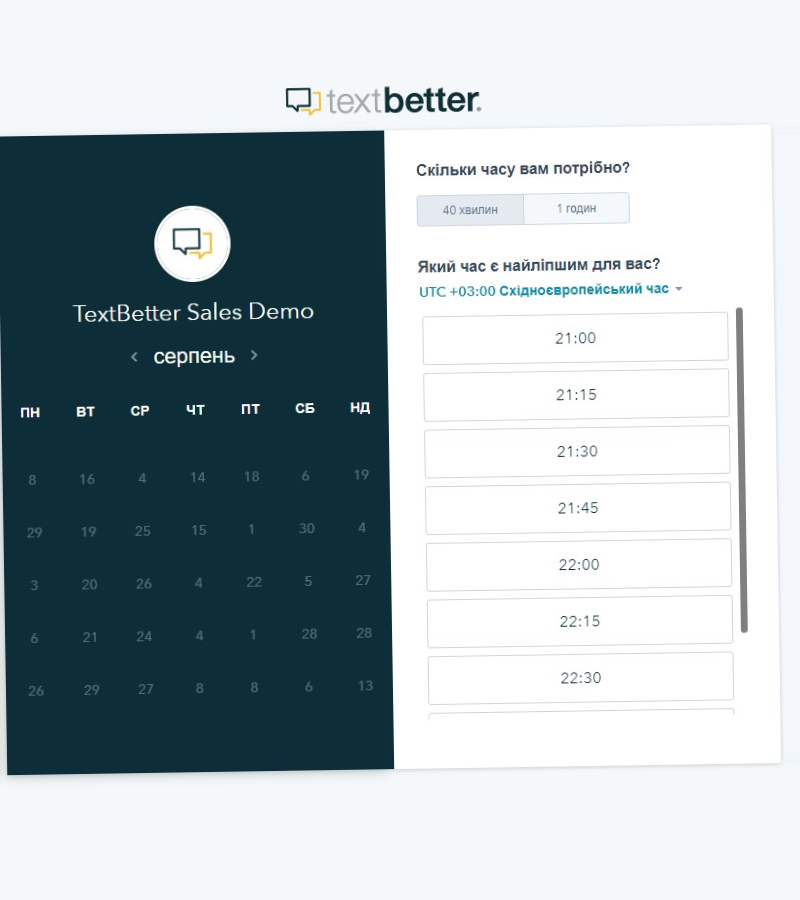 textbetter.
TextBetter Sales Demo
серпень
ПН ВТ СР ЧТ ПТ СБ НД
8 16 4 14 18 6 19
29 19 25 15 1 30 4
3 20 26 4 22 5 27
6 21 24 4 1 28 28
26 29 27 8 8 6 13
Скільки часу вам потрібно?
40 хвилин 1 годин
Який час є найліпшим для вас?
UTC +03:00 Східноєвропейський час
21:00
21:15
21:30
21:45
22:00
22:15
22:30